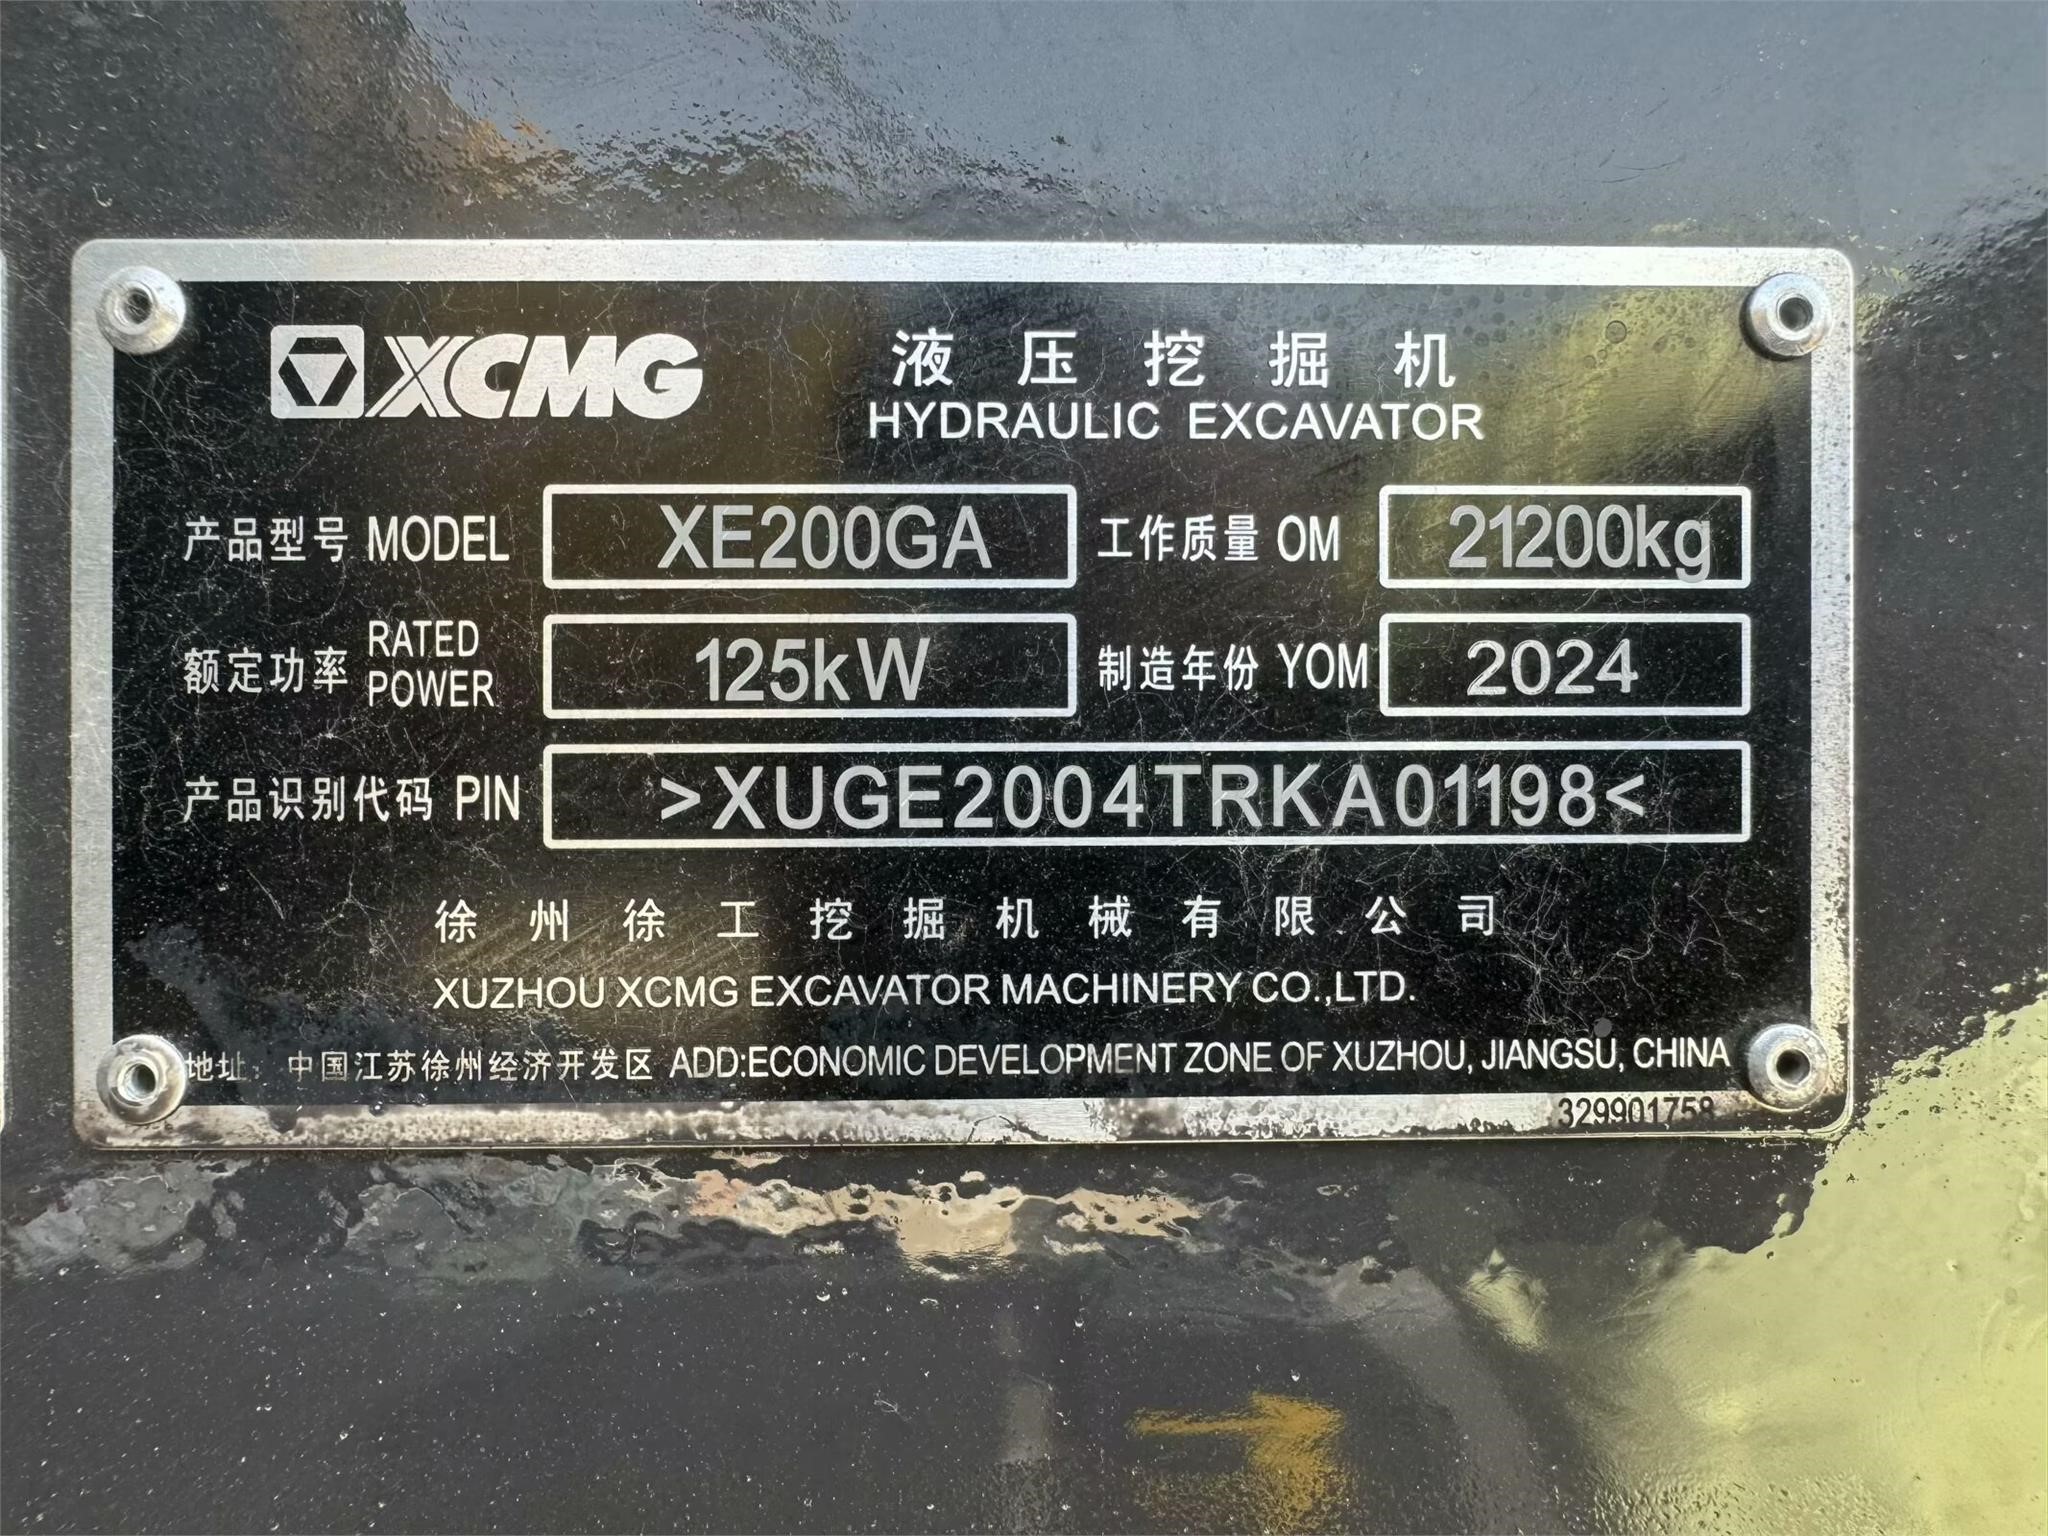 XCMG
液压挖掘机
HYDRAULIC EXCAVATOR
产品型号 MODEL XE200GA 工作质量 OM 21200kg
额定功率 RATED POWER 125kW 制造年份 YOM 2024
产品识别代码 PIN >XUGE2004TRKA01198<
徐州徐工挖掘机械有限公司
XUZHOU XCMG EXCAVATOR MACHINERY CO.,LTD.
地址：中国江苏徐州经济开发区 ADD:ECONOMIC DEVELOPMENT ZONE OF XUZHOU, JIANGSU, CHINA
329901758